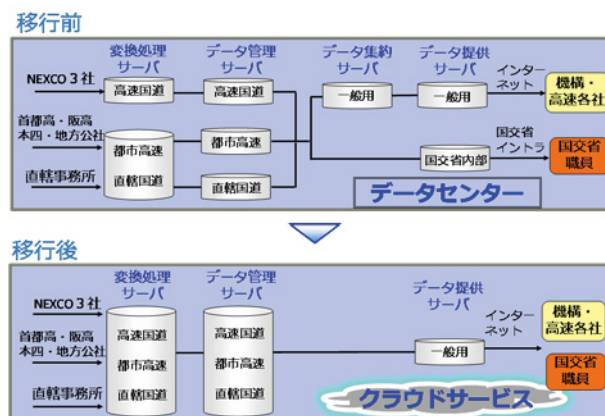 移行前
変換処理
サーバ
データ管理
サーバ
データ集約
サーバ
データ提供
サーバ
インター
ネット
NEXCO 3 社
高速国道
高速国道
一般用
一般用
機構・
高速各社
首都高・阪高
本四・地方公社
都市高速
都市高速
国交省
イントラ
国交省内部
国交省
職員
直轄事務所
直轄国道
直轄国道
データセンター
移行後
変換処理
サーバ
データ管理
サーバ
データ提供
サーバ
インター
ネット
NEXCO 3 社
高速国道
高速国道
機構・
高速各社
首都高・阪高
本四・地方公社
都市高速
都市高速
一般用
国交省
職員
直轄事務所
直轄国道
直轄国道
クラウドサービス